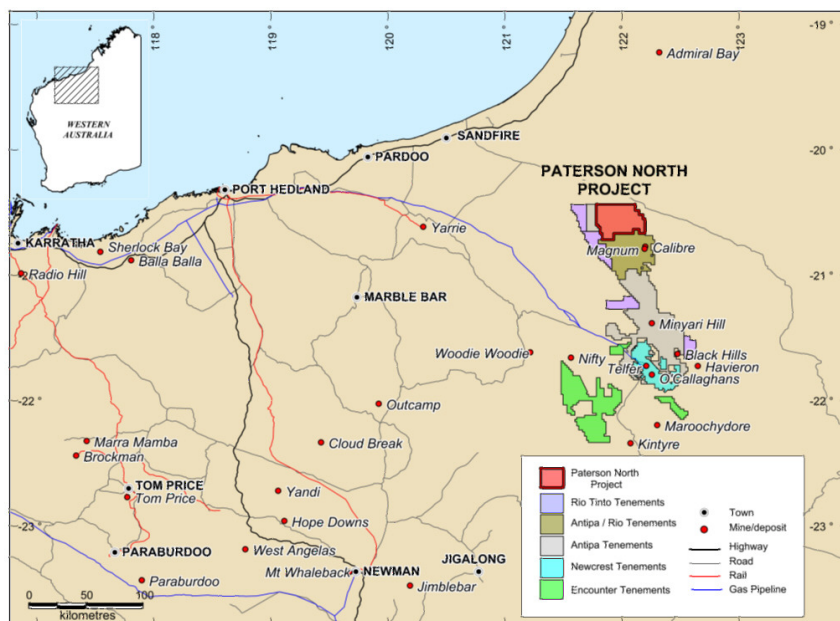 118
119
120
121
122
123
-19
-20
-21
-22
-23
WESTERN
AUSTRALIA
Admiral Bay
SANDFIRE
PARDOO
PATERSON NORTH
PROJECT
PORT HEDLAND
Yarrie
KARRATHA
Sherlock Bay
Balla Balla
Radio Hill
Magnum
Calibre
MARBLE BAR
Minyari Hill
Woodie Woodie
Nifty
Black Hills
Telfer
Havieron
O'Callaghans
Outcamp
Maroochydore
Marra Mamba
Cloud Break
Kintyre
Brockman
TOM PRICE
Tom Price
Yandi
Hope Downs
PARABURDOO
West Angelas
JIGALONG
Mt Whaleback
NEWMAN
Paraburdoo
Jimblebar
0 50 100
kilometres
Paterson North
Project
Rio Tinto Tenements
Antipa / Rio Tenements
Antipa Tenements
Newcrest Tenements
Encounter Tenements
Town
Mine/deposit
Highway
Road
Rail
Gas Pipeline